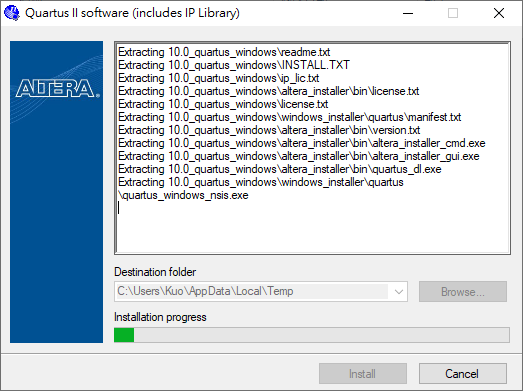 Quartus II software (includes IP Library)
ALTERA®
Extracting 10.0_quartus_windows\readme.txt
Extracting 10.0_quartus_windows\INSTALL.TXT
Extracting 10.0_quartus_windows\ip_lic.txt
Extracting 10.0_quartus_windows\altera_installer\bin\license.txt
Extracting 10.0_quartus_windows\license.txt
Extracting 10.0_quartus_windows\windows_installer\quartus\manifest.txt
Extracting 10.0_quartus_windows\altera_installer\bin\version.txt
Extracting 10.0_quartus_windows\altera_installer\bin\altera_installer_cmd.exe
Extracting 10.0_quartus_windows\altera_installer\bin\altera_installer_gui.exe
Extracting 10.0_quartus_windows\altera_installer\bin\quartus_dl.exe
Extracting 10.0_quartus_windows\windows_installer\quartus
\quartus_windows_nsis.exe
Destination folder
C:\Users\Kuo\AppData\Local\Temp
Browse...
Installation progress
Install
Cancel